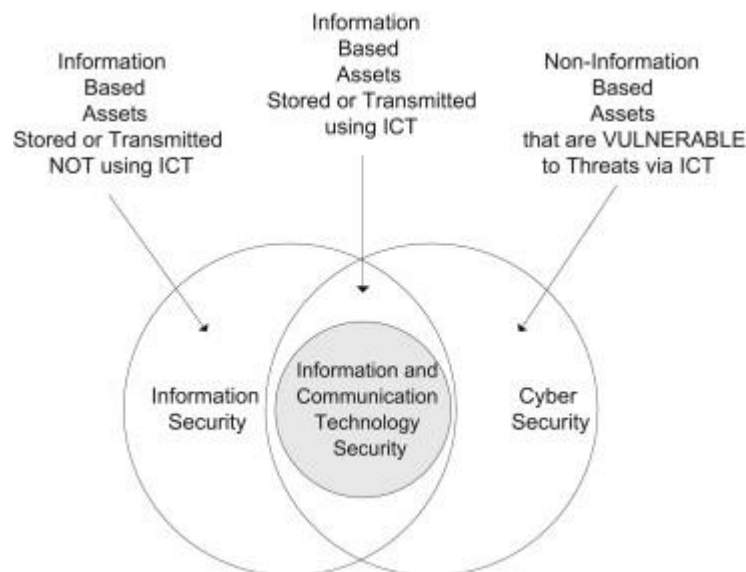 Information
Based
Assets
Stored or Transmitted
NOT using ICT
Information
Based
Assets
Stored or Transmitted
using ICT
Non-Information
Based
Assets
that are VULNERABLE
to Threats via ICT
Information
Security
Information and
Communication
Technology
Security
Cyber
Security